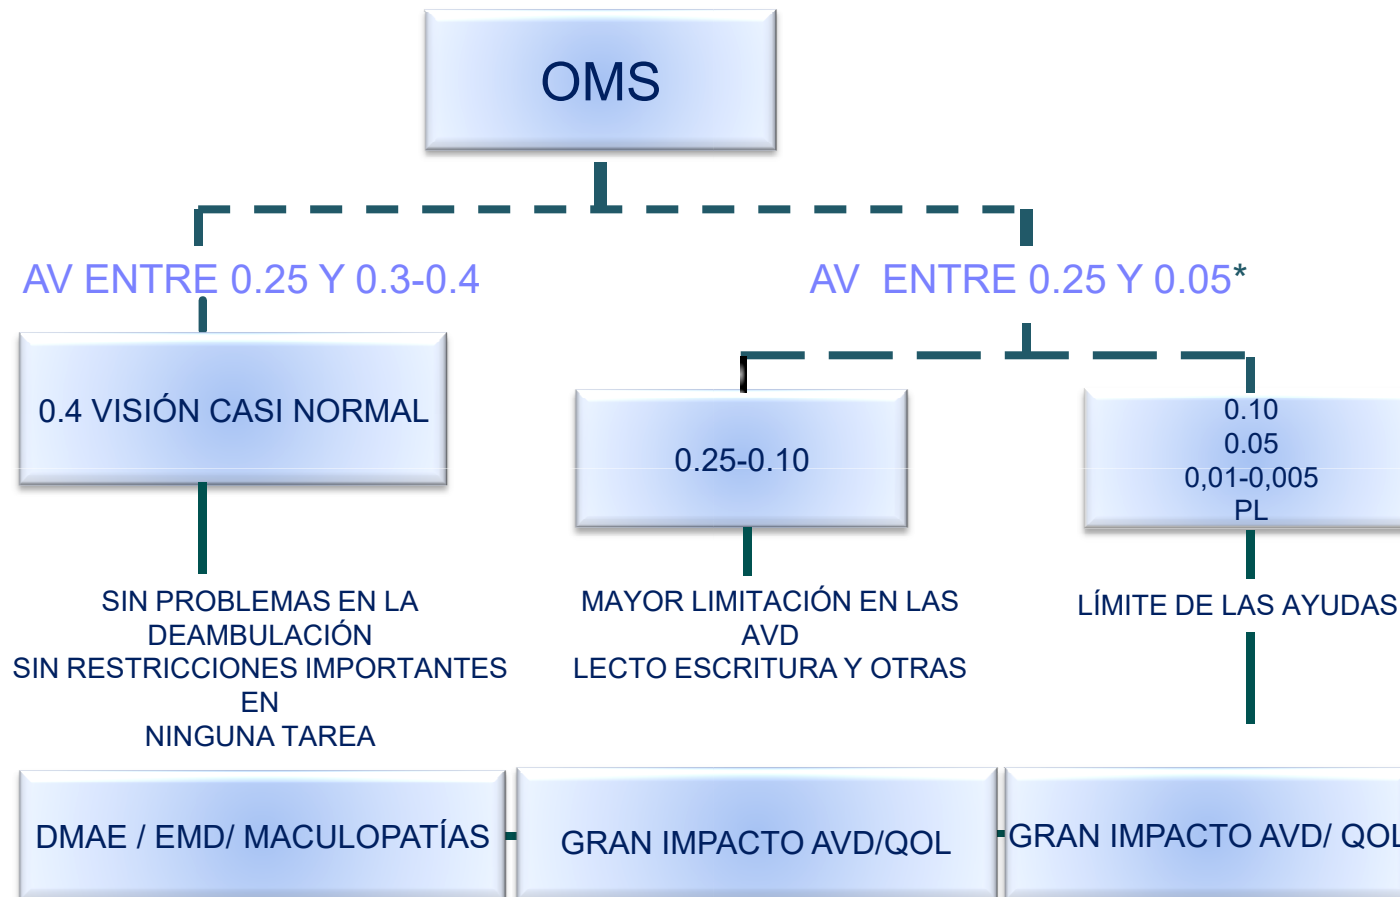 OMS
AV ENTRE 0.25 Y 0.3-0.4
AV ENTRE 0.25 Y 0.05*
0.4 VISIÓN CASI NORMAL
0.25-0.10
0.10
0.05
0,01-0,005
PL
SIN PROBLEMAS EN LA
DEAMBULACIÓN
SIN RESTRICCIONES IMPORTANTES
EN
NINGUNA TAREA
MAYOR LIMITACIÓN EN LAS
AVD
LECTO ESCRITURA Y OTRAS
LÍMITE DE LAS AYUDAS
DMAE / EMD/ MACULOPATÍAS
GRAN IMPACTO AVD/QOL
GRAN IMPACTO AVD/ QOL